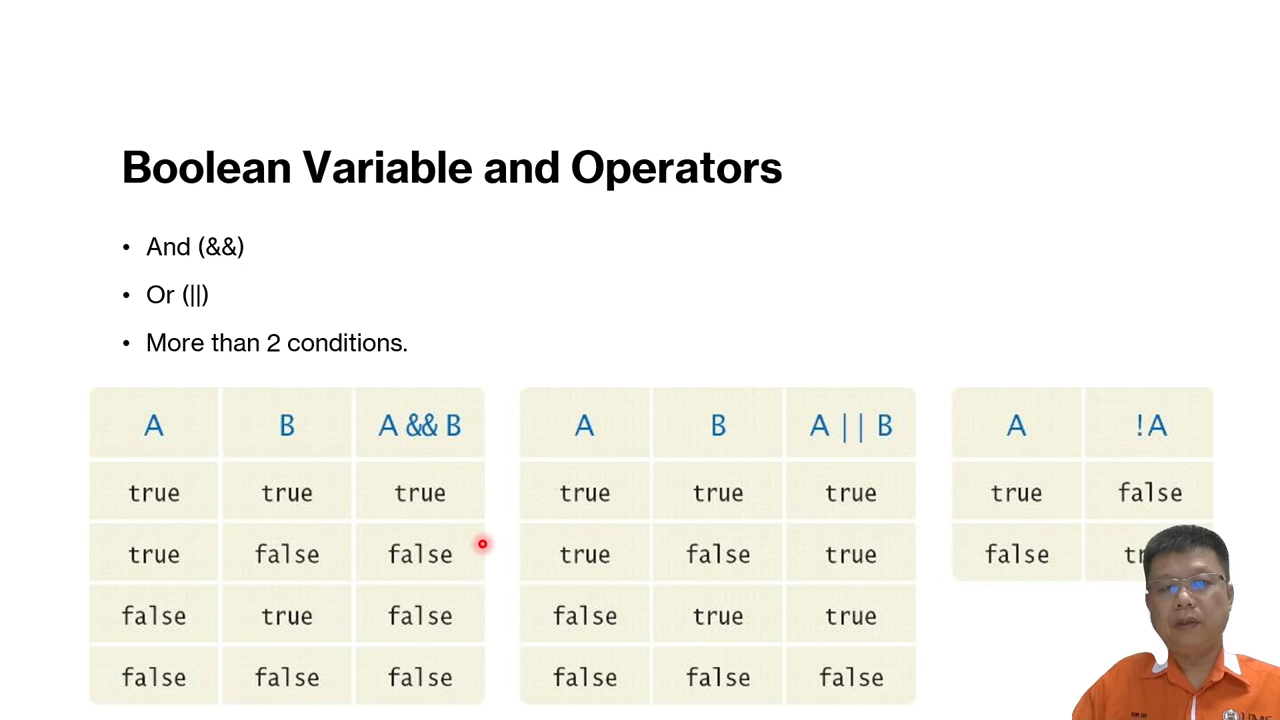 Boolean Variable and Operators
• And (&&)
• Or (||)
• More than 2 conditions.
A B A && B
true true true
true false false
false true false
false false false
A B A || B
true true true
true false true
false true true
false false false
A !A
true false
false